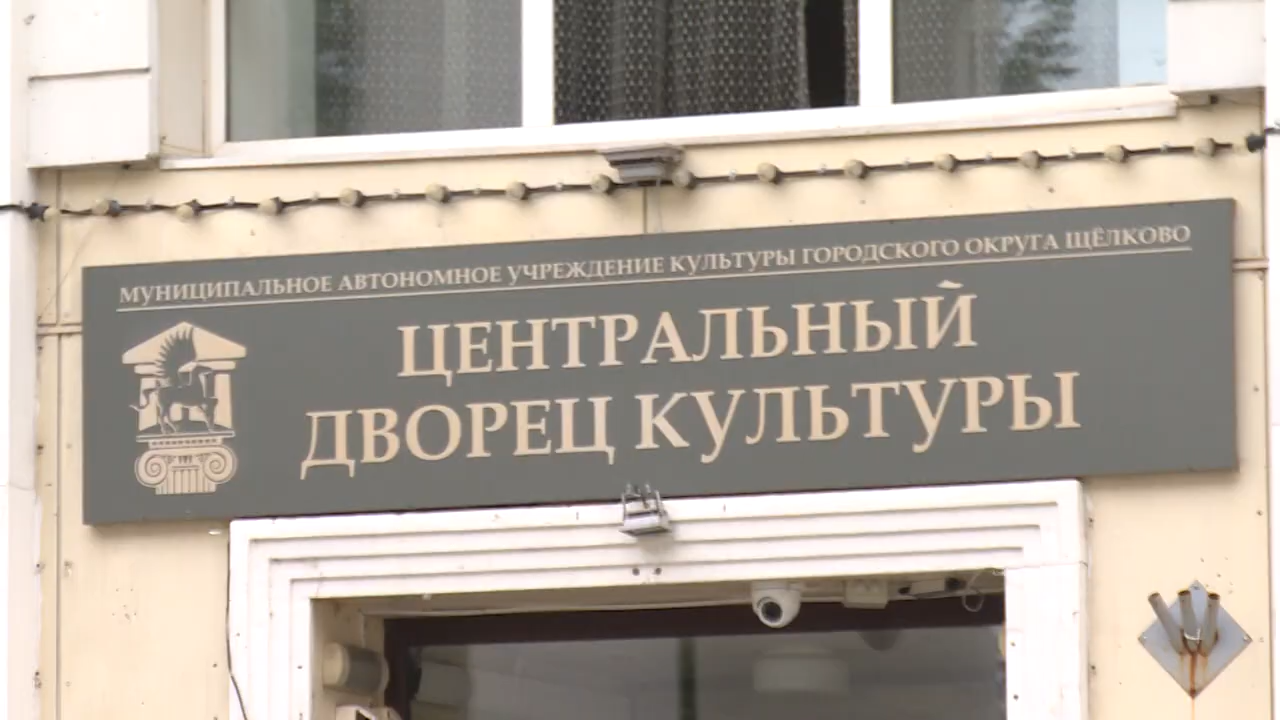 МУНИЦИПАЛЬНОЕ АВТОНОМНОЕ УЧРЕЖДЕНИЕ КУЛЬТУРЫ ГОРОДСКОГО ОКРУГА ЩЁЛКОВО
ЦЕНТРАЛЬНЫЙ
ДВОРЕЦ КУЛЬТУРЫ